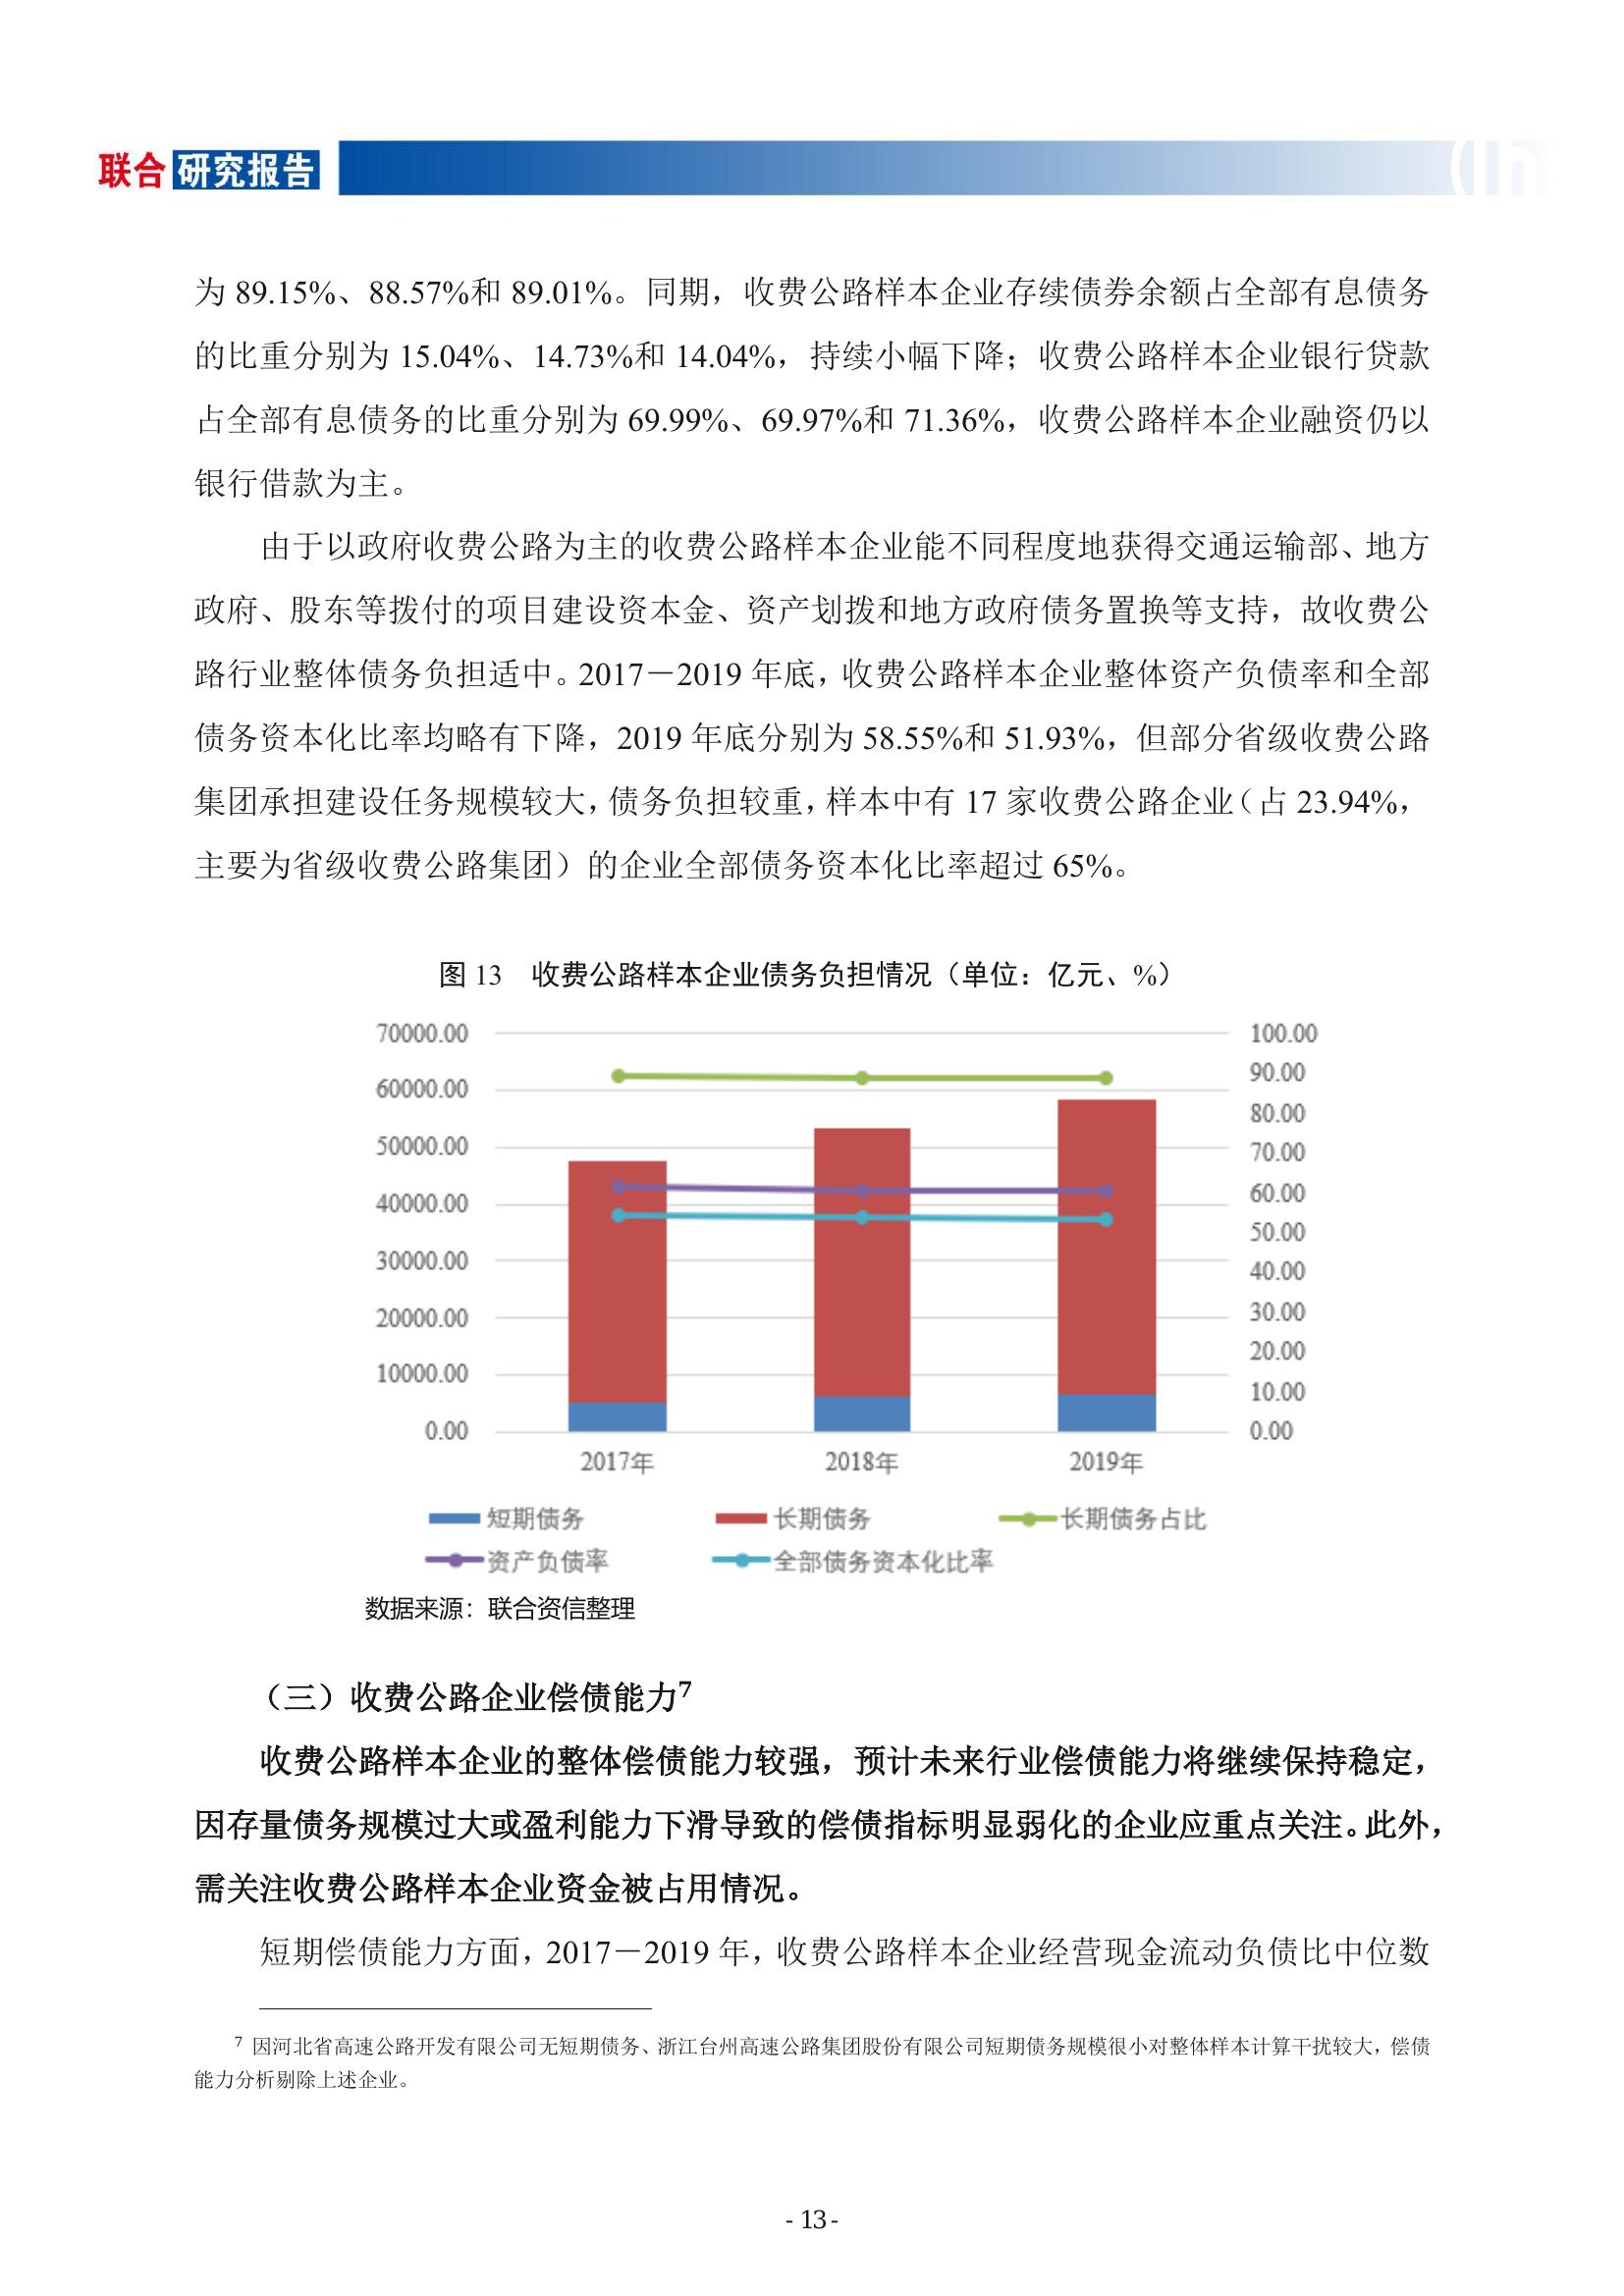 联合 研究报告
为 89.15%、88.57%和 89.01%。同期，收费公路样本企业存续债券余额占全部有息债务
的比重分别为 15.04%、14.73%和 14.04%，持续小幅下降；收费公路样本企业银行贷款
占全部有息债务的比重分别为 69.99%、69.97%和 71.36%，收费公路样本企业融资仍以
银行借款为主。
由于以政府收费公路为主的收费公路样本企业能不同程度地获得交通运输部、地方
政府、股东等拨付的项目建设资本金、资产划拨和地方政府债务置换等支持，故收费公
路行业整体债务负担适中。2017－2019 年底，收费公路样本企业整体资产负债率和全部
债务资本化比率均略有下降，2019 年底分别为 58.55%和 51.93%，但部分省级收费公路
集团承担建设任务规模较大，债务负担较重，样本中有 17 家收费公路企业（占 23.94%，
主要为省级收费公路集团）的企业全部债务资本化比率超过 65%。
图 13 收费公路样本企业债务负担情况（单位：亿元、%）
70000.00 100.00
60000.00 90.00
50000.00 80.00
40000.00 70.00
30000.00 60.00
20000.00 50.00
10000.00 40.00
0.00 30.00
20.00
10.00
0.00
2017年 2018年 2019年
短期债务 长期债务 长期债务占比
资产负债率 全部债务资本化比率
数据来源：联合资信整理
（三）收费公路企业偿债能力7
收费公路样本企业的整体偿债能力较强，预计未来行业偿债能力将继续保持稳定，
因存量债务规模过大或盈利能力下滑导致的偿债指标明显弱化的企业应重点关注。此外，
需关注收费公路样本企业资金被占用情况。
短期偿债能力方面，2017－2019 年，收费公路样本企业经营现金流动负债比中位数
7 因河北省高速公路开发有限公司无短期债务、浙江台州高速公路集团股份有限公司短期债务规模很小对整体样本计算干扰较大，偿债
能力分析剔除上述企业。
- 13 -